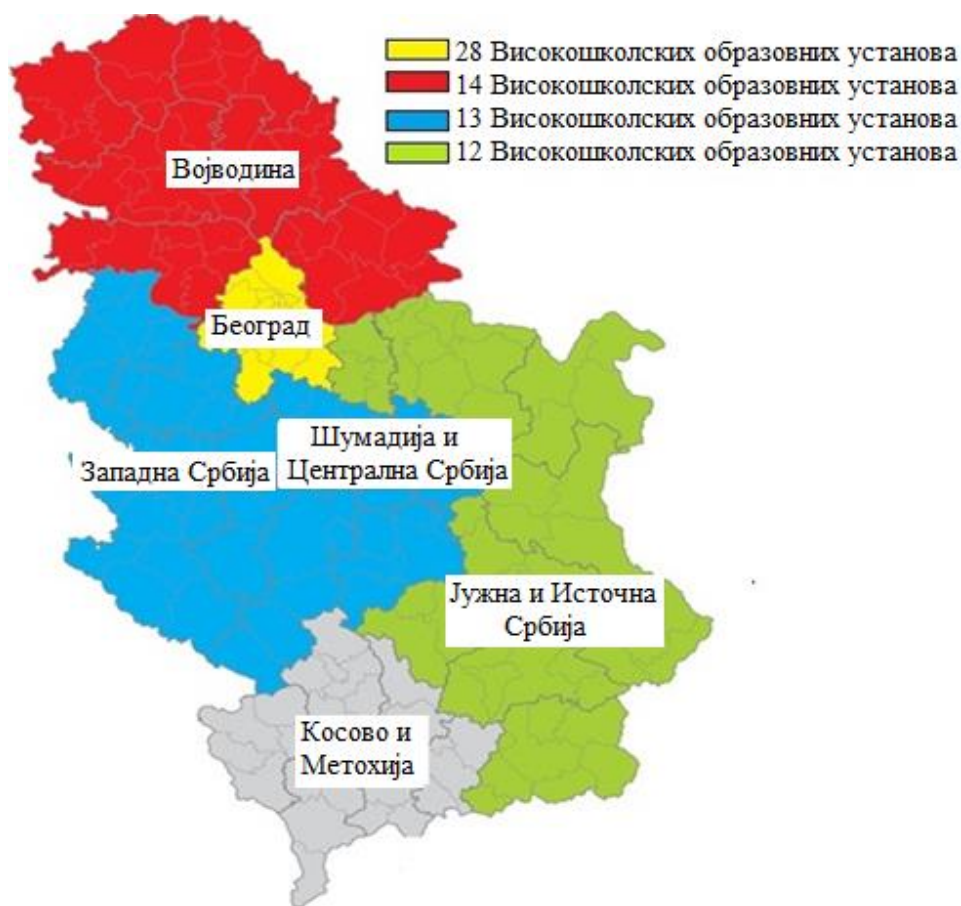 28 Високошколских образовних установа
14 Високошколских образовних установа
13 Високошколских образовних установа
12 Високошколских образовних установа
Војводина
Београд
Шумадија и
Централна Србија
Западна Србија
Јужна и Источна
Србија
Косово и
Метохија